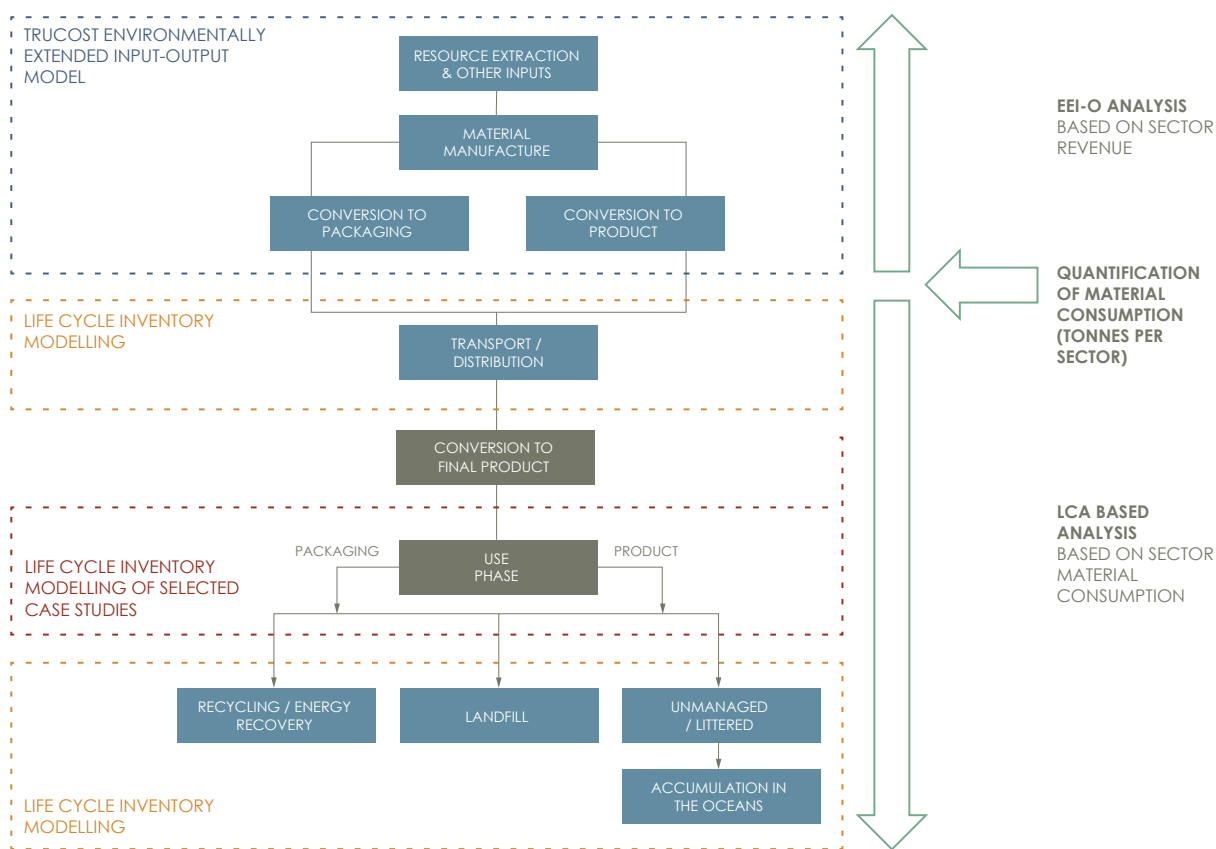 TRUCOST ENVIRONMENTALLY
EXTENDED INPUT-OUTPUT
MODEL
RESOURCE EXTRACTION
& OTHER INPUTS
MATERIAL
MANUFACTURE
CONVERSION TO
PACKAGING
CONVERSION TO
PRODUCT
EEI-O ANALYSIS
BASED ON SECTOR
REVENUE
QUANTIFICATION
OF MATERIAL
CONSUMPTION
(TONNES PER
SECTOR)
LIFE CYCLE INVENTORY
MODELLING
TRANSPORT /
DISTRIBUTION
CONVERSION TO
FINAL PRODUCT
LIFE CYCLE INVENTORY
MODELLING OF SELECTED
CASE STUDIES
PACKAGING
USE
PHASE
PRODUCT
LCA BASED
ANALYSIS
BASED ON SECTOR
MATERIAL
CONSUMPTION
RECYCLING / ENERGY
RECOVERY
LANDFILL
UNMANAGED
/ LITTERED
ACCUMULATION IN
THE OCEANS
LIFE CYCLE INVENTORY
MODELLING